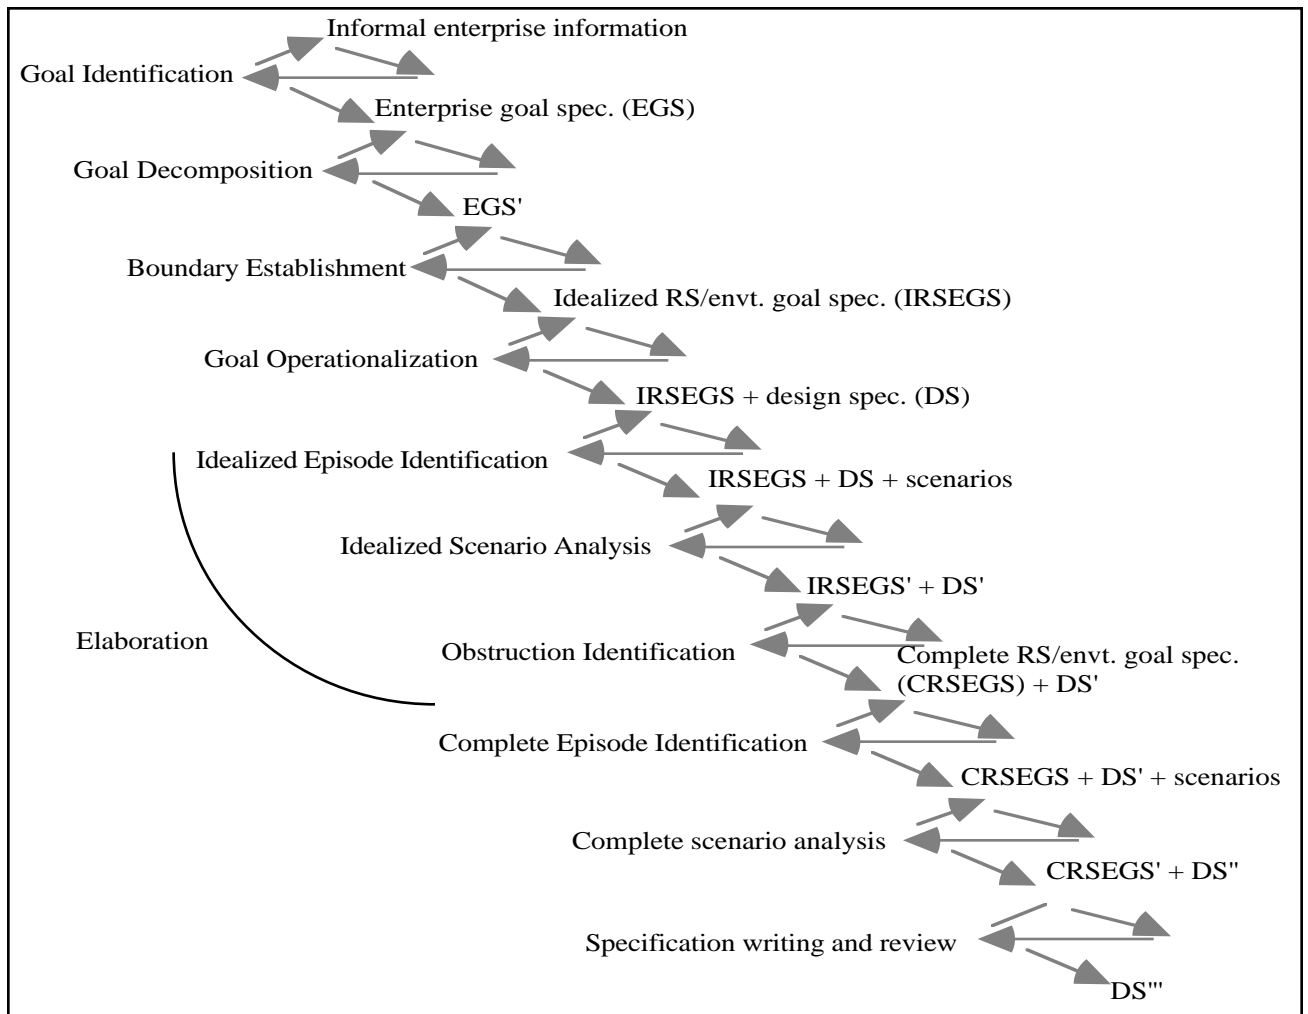 Informal enterprise information
Goal Identification
Enterprise goal spec. (EGS)
Goal Decomposition
EGS'
Boundary Establishment
Idealized RS/envt. goal spec. (IRSEGS)
Goal Operationalization
IRSEGS + design spec. (DS)
Idealized Episode Identification
IRSEGS + DS + scenarios
Idealized Scenario Analysis
IRSEGS' + DS'
Elaboration
Obstruction Identification
Complete RS/envt. goal spec.
(CRSEGS) + DS'
Complete Episode Identification
CRSEGS + DS' + scenarios
Complete scenario analysis
CRSEGS' + DS"
Specification writing and review
DS'"